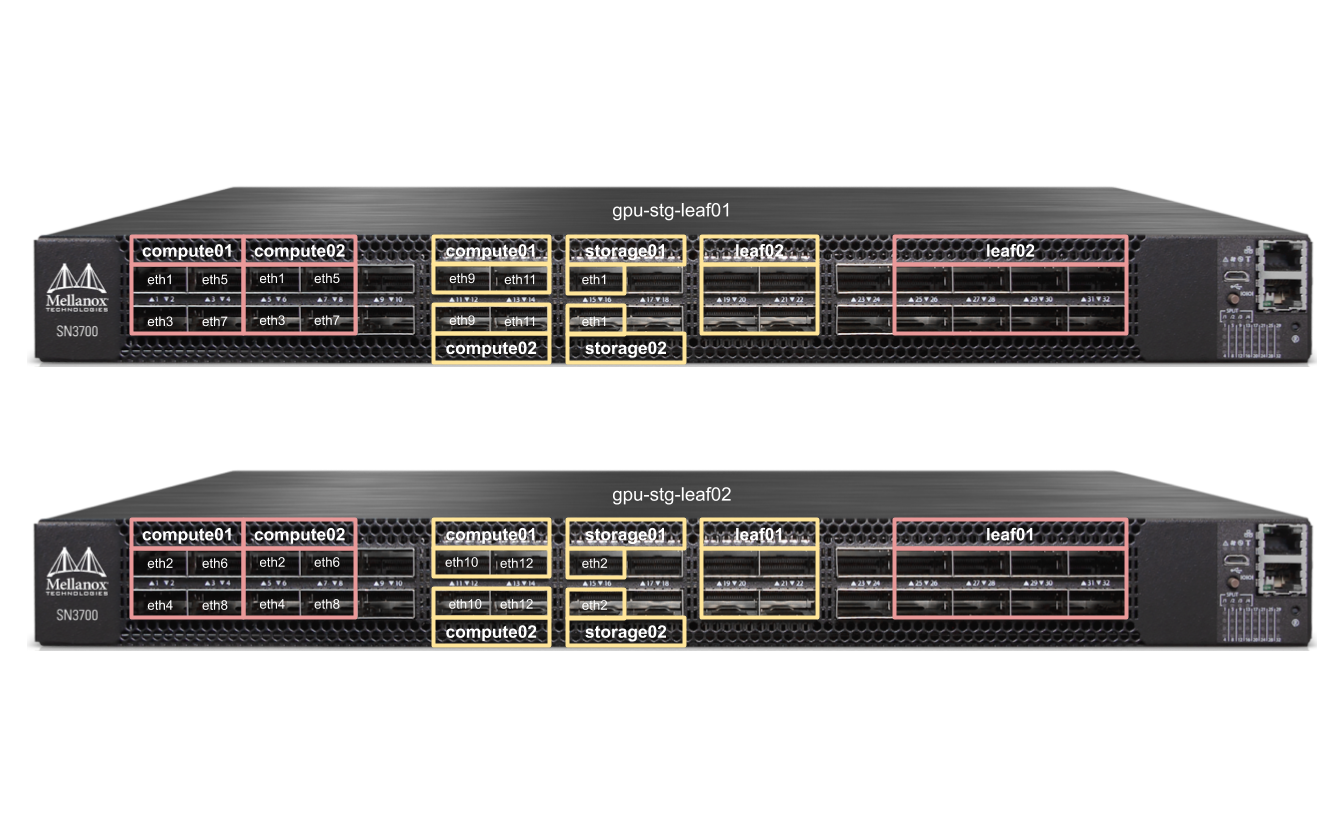 gpu-stg-leaf01
compute01 compute02 compute01 storage01 leaf02 leaf02
eth1 eth5 eth1 eth5 eth9 eth11 eth1
▲1 ▼2 ▲3 ▼4 ▲5 ▼6 ▲7 ▼8 ▲9 ▼10 ▲11 ▼12 ▲13 ▼14 ▲15 ▼16 ▲17 ▼18 ▲19 ▼20 ▲21 ▼22 ▲23 ▼24 ▲25 ▼26 ▲27 ▼28 ▲29 ▼30 ▲31 ▼32
Mellanox
TECHNOLOGIES
eth3 eth7 eth3 eth7 eth9 eth11 eth1
SN3700
compute02 storage02
SPLIT
gpu-stg-leaf02
compute01 compute02 compute01 storage01 leaf01 leaf01
eth2 eth6 eth2 eth6 eth10 eth12 eth2
▲1 ▼2 ▲3 ▼4 ▲5 ▼6 ▲7 ▼8 ▲9 ▼10 ▲11 ▼12 ▲13 ▼14 ▲15 ▼16 ▲17 ▼18 ▲19 ▼20 ▲21 ▼22 ▲23 ▼24 ▲25 ▼26 ▲27 ▼28 ▲29 ▼30 ▲31 ▼32
Mellanox
TECHNOLOGIES
eth4 eth8 eth4 eth8 eth10 eth12 eth2
SN3700
compute02 storage02
SPLIT